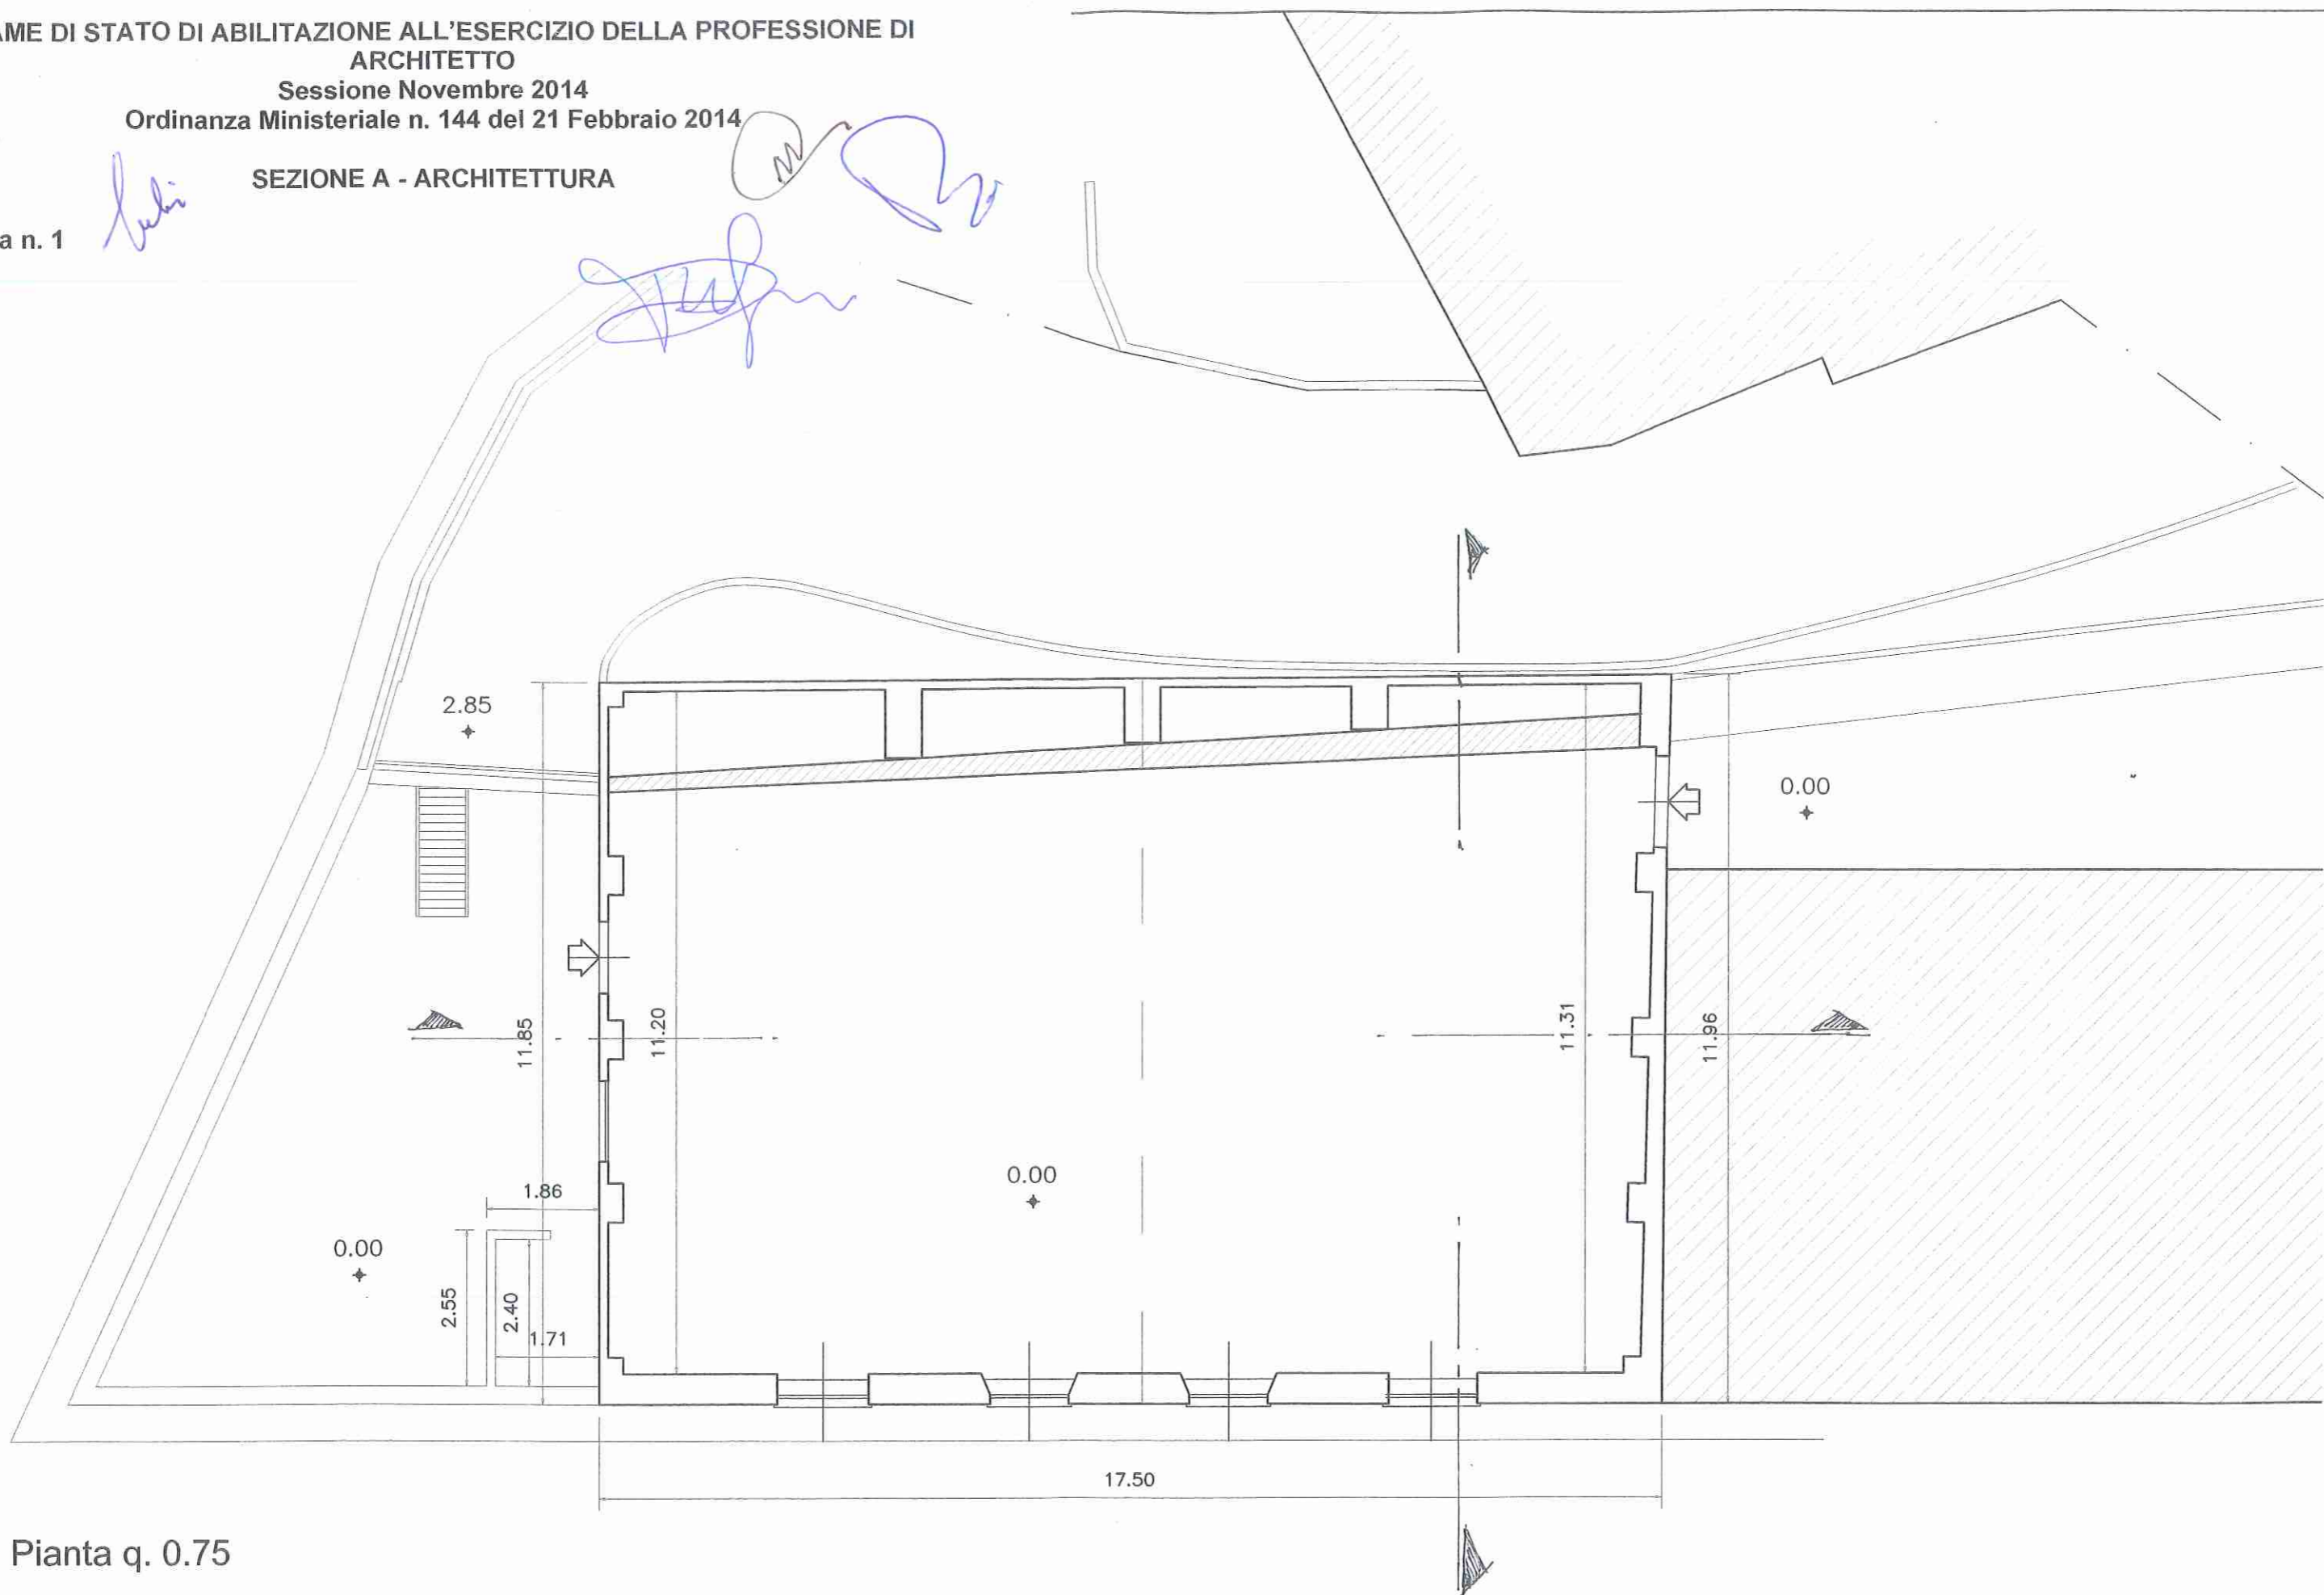 AME DI STATO DI ABILITAZIONE ALL'ESERCIZIO DELLA PROFESSIONE DI
ARCHITETTO
Sessione Novembre 2014
Ordinanza Ministeriale n. 144 del 21 Febbraio 2014
SEZIONE A - ARCHITETTURA
a n. 1
2.85
0.00
11.85
11.20
11.31
11.96
1.86
0.00
0.00
2.55
2.40
1.71
17.50
Pianta q. 0.75